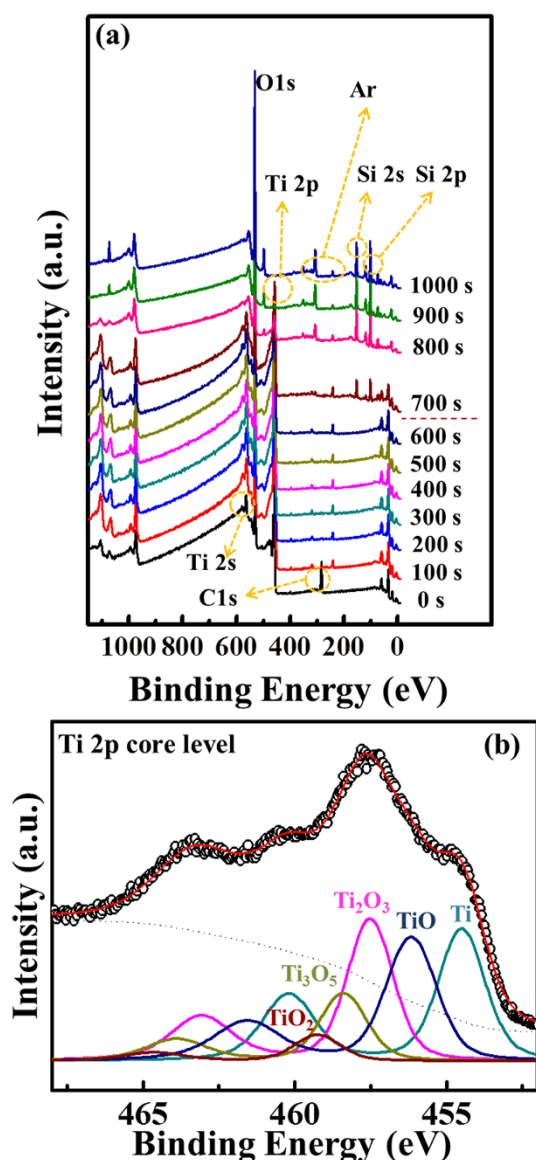 (a)
O1s
Ar
Ti 2p
Si 2s
Si 2p
1000 s
900 s
800 s
700 s
600 s
500 s
400 s
300 s
200 s
100 s
0 s
Ti 2s
C1s
Intensity (a.u.)
1000 800 600 400 200 0
Binding Energy (eV)
Ti 2p core level
(b)
Ti₂O₃
TiO
Ti
Ti₃O₅
TiO₂
Intensity (a.u.)
465 460 455
Binding Energy (eV)